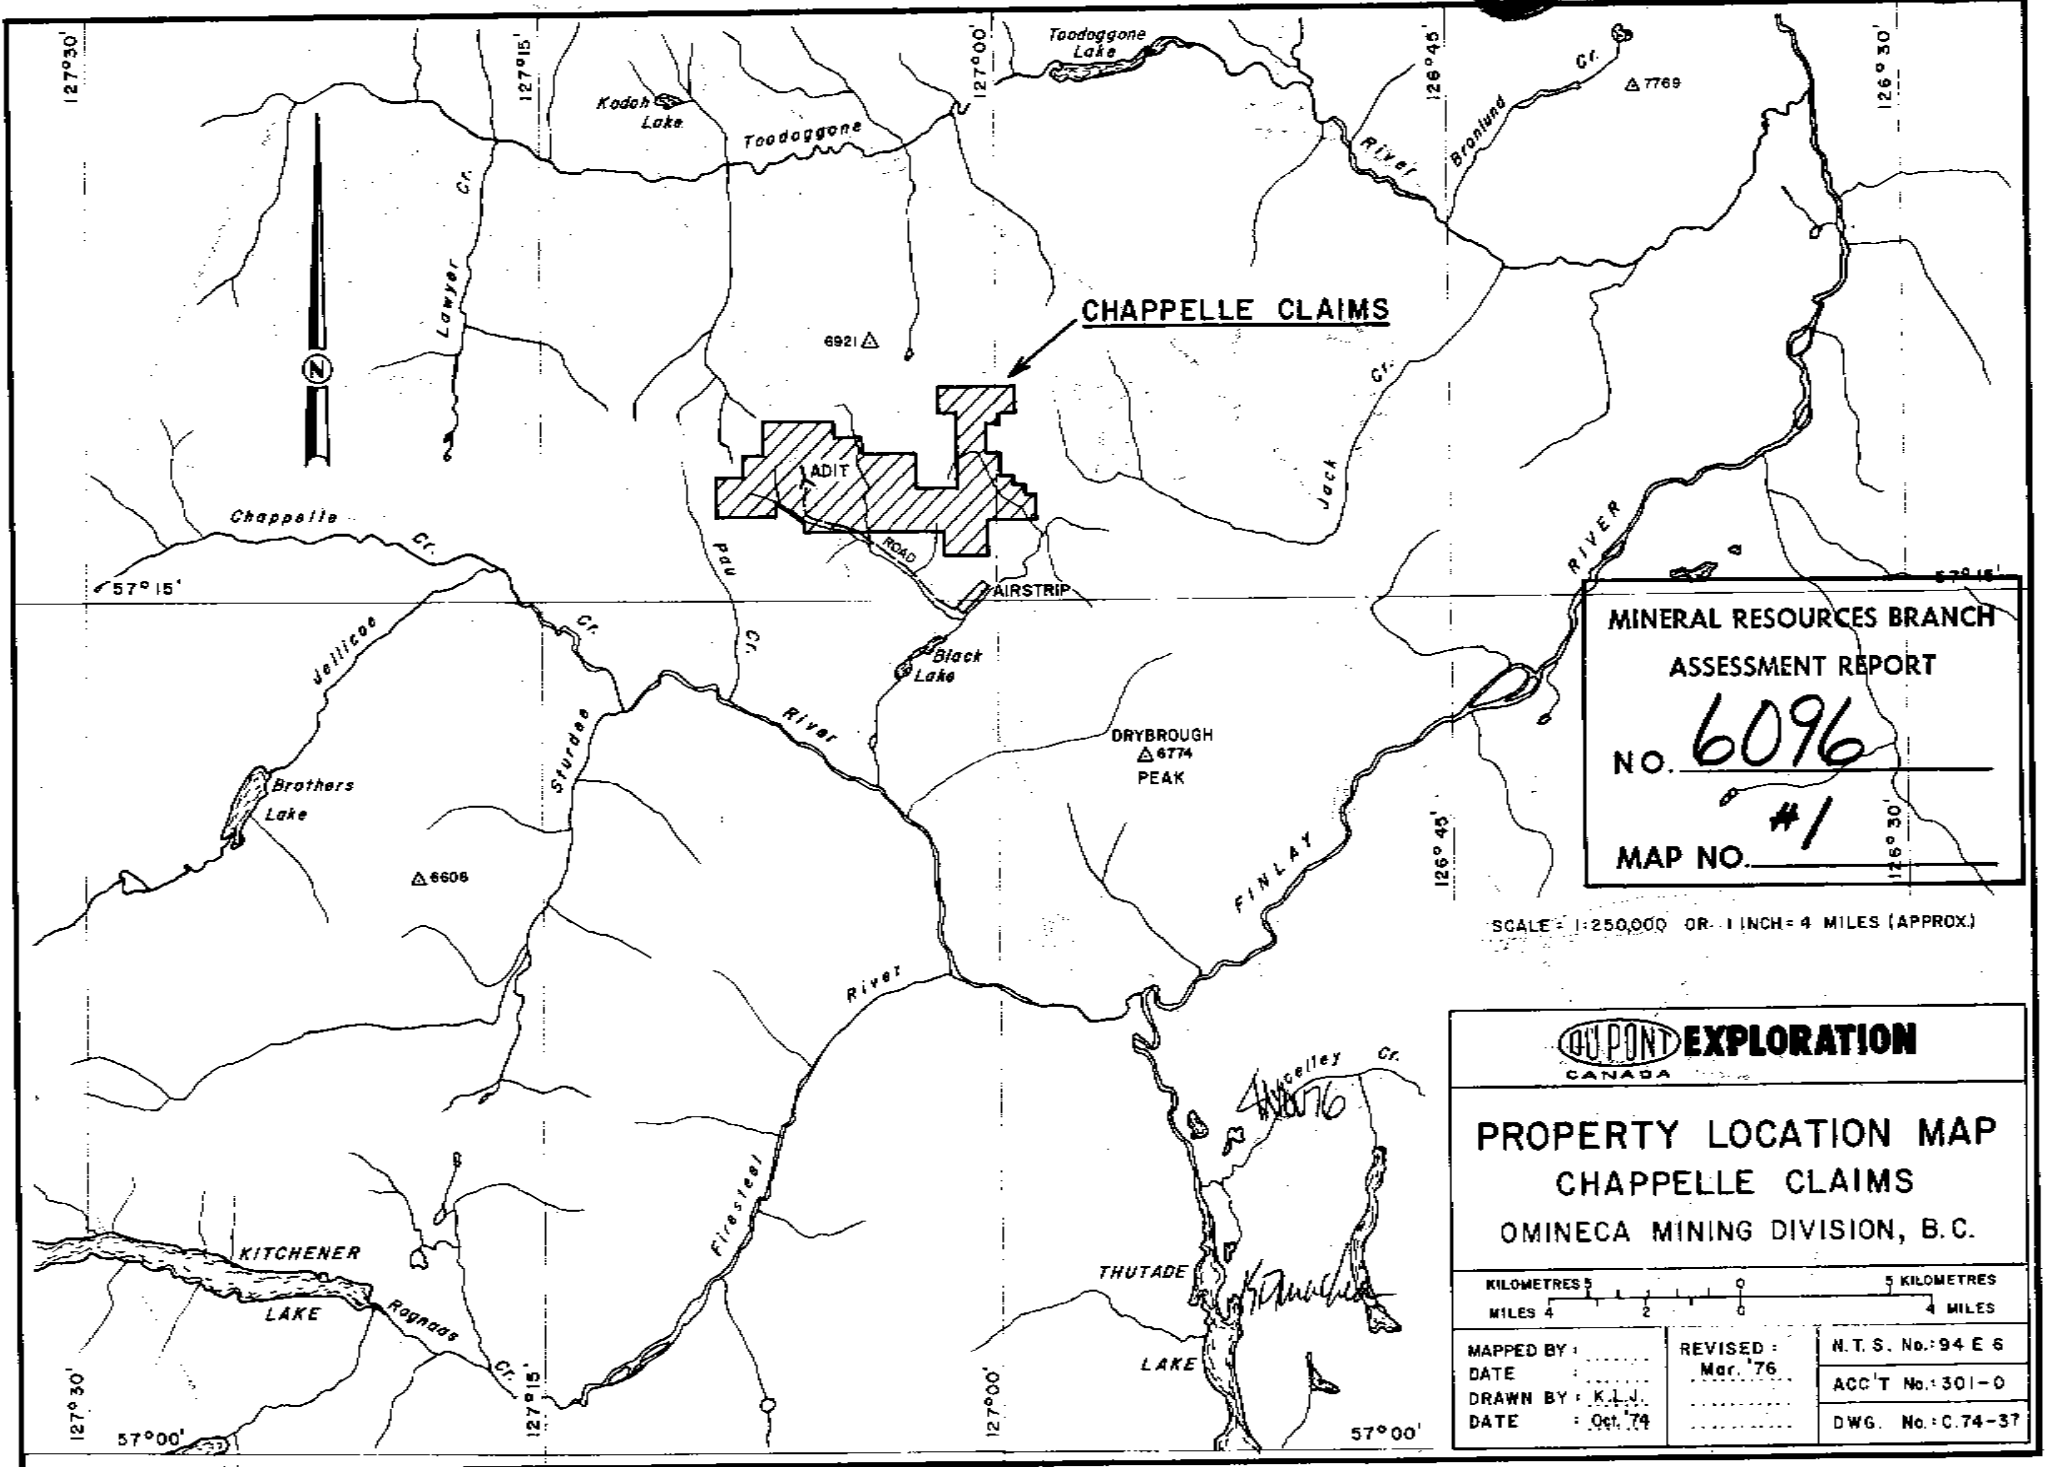 127°30'
127°15'
127°00'
126°45'
126°30'
Toodoggone
Lake
Kodah
Lake
Toodoggone
River
Bronlund
Cr.
7769
Lawyer
Cr.
N
CHAPPELLE CLAIMS
6921
ADIT
ROAD
AIRSTRIP
Jack
Cr.
Chappelle
Cr.
Cr.
57°15'
57°15'
Pau
Cr.
Jellicoe
Black
Lake
Sturdee
River
RIVER
FINLAY
DRYBROUGH
6774
PEAK
Brothers
Lake
6608
MINERAL RESOURCES BRANCH
ASSESSMENT REPORT
NO. 6096
#1
MAP NO.
126°45'
126°30'
SCALE = 1:250,000 OR 1 INCH = 4 MILES (APPROX.)
River
Firesteel
Cr.
KITCHENER
LAKE
Rognaas
Cr.
THUTADE
LAKE
127°30'
127°15'
127°00'
57°00'
57°00'
DU PONT EXPLORATION
CANADA
PROPERTY LOCATION MAP
CHAPPELLE CLAIMS
OMINECA MINING DIVISION, B.C.
KILOMETRES 5 0 5 KILOMETRES
MILES 4 2 0 4 MILES
MAPPED BY :
DATE :
DRAWN BY : K.L.J.
DATE : Oct. '74
REVISED :
Mar. '76
N.T.S. No.: 94 E 6
ACC'T No.: 301-0
DWG. No.: C.74-37